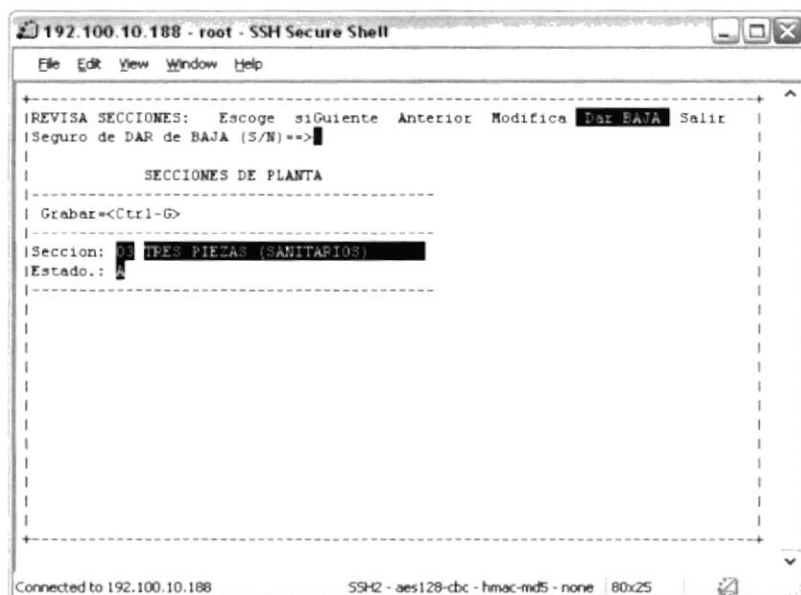 192.100.10.188 - root - SSH Secure Shell
File Edit View Window Help
REVISA SECCIONES: Escoge siGuiente Anterior Modifica Dar BAJA Salir
Seguro de DAR de BAJA (S/N)==>
SECCIONES DE PLANTA
Grabar=<Ctrl-G>
Seccion: 03 TRES PIEZAS (SANITARIOS)
Estado.: A
Connected to 192.100.10.188 SSH2 - aes128-cbc - hmac-md5 - none 80x25